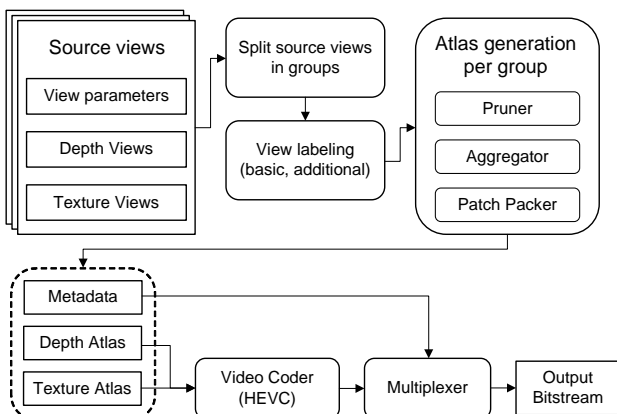 Source views
View parameters
Depth Views
Texture Views
Split source views
in groups
View labeling
(basic, additional)
Atlas generation
per group
Pruner
Aggregator
Patch Packer
Metadata
Depth Atlas
Texture Atlas
Video Coder
(HEVC)
Multiplexer
Output
Bitstream